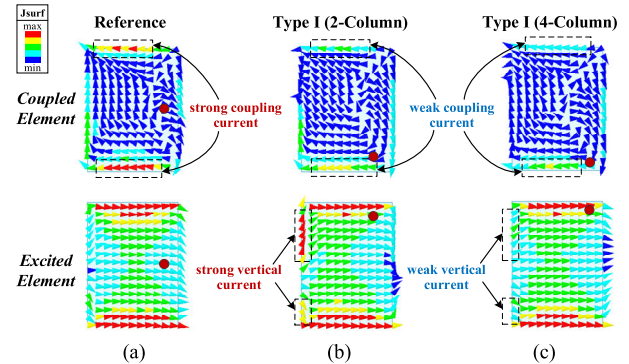 Jsurf
max
min
Reference
Type I (2-Column)
Type I (4-Column)
Coupled
Element
strong coupling
current
weak coupling
current
Excited
Element
strong vertical
current
weak vertical
current
(a)
(b)
(c)